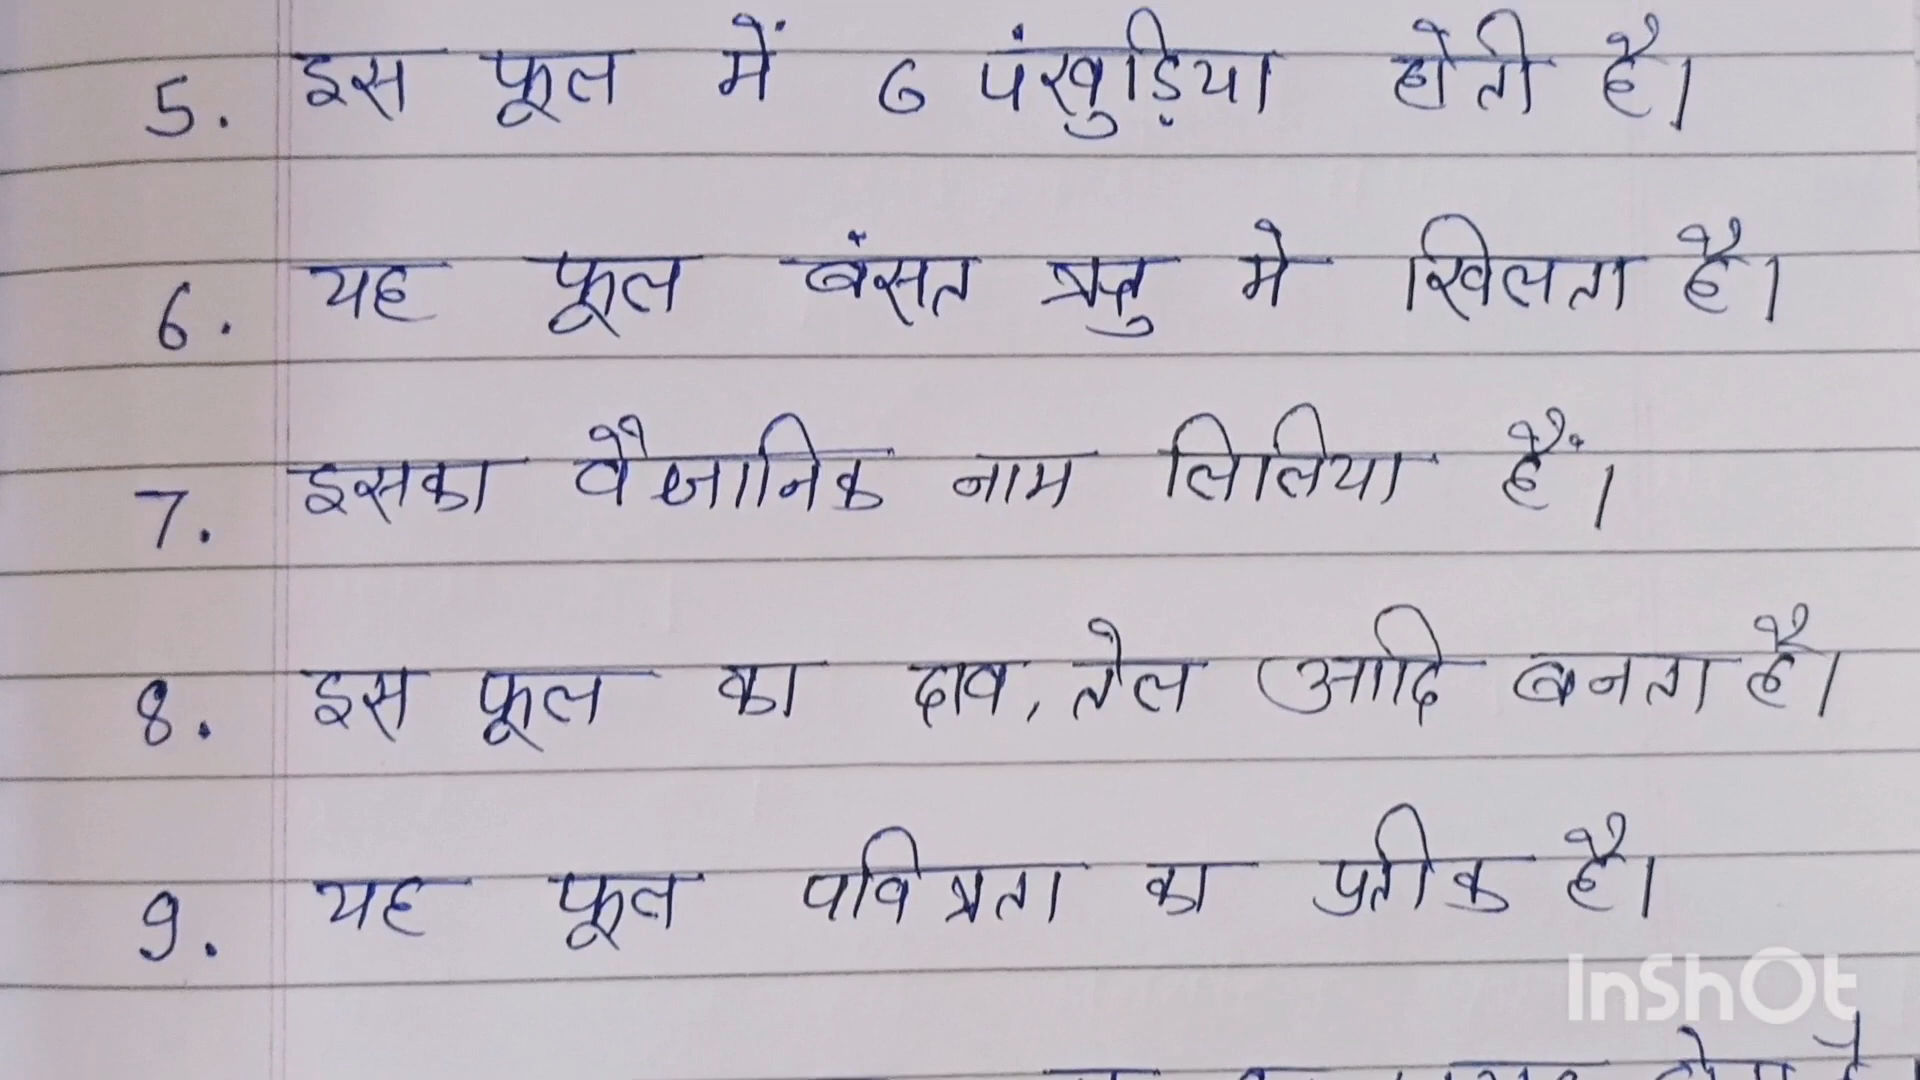 5. इस फूल में 6 पंखुड़िया होती है।
6. यह फूल बंसत ऋतु मे खिलता है।
7. इसका वैज्ञानिक नाम लिलिया हैं।
8. इस फूल का दाव, तेल आदि बनता है।
9. यह फूल पवित्रता का प्रतीक है।
InShOt